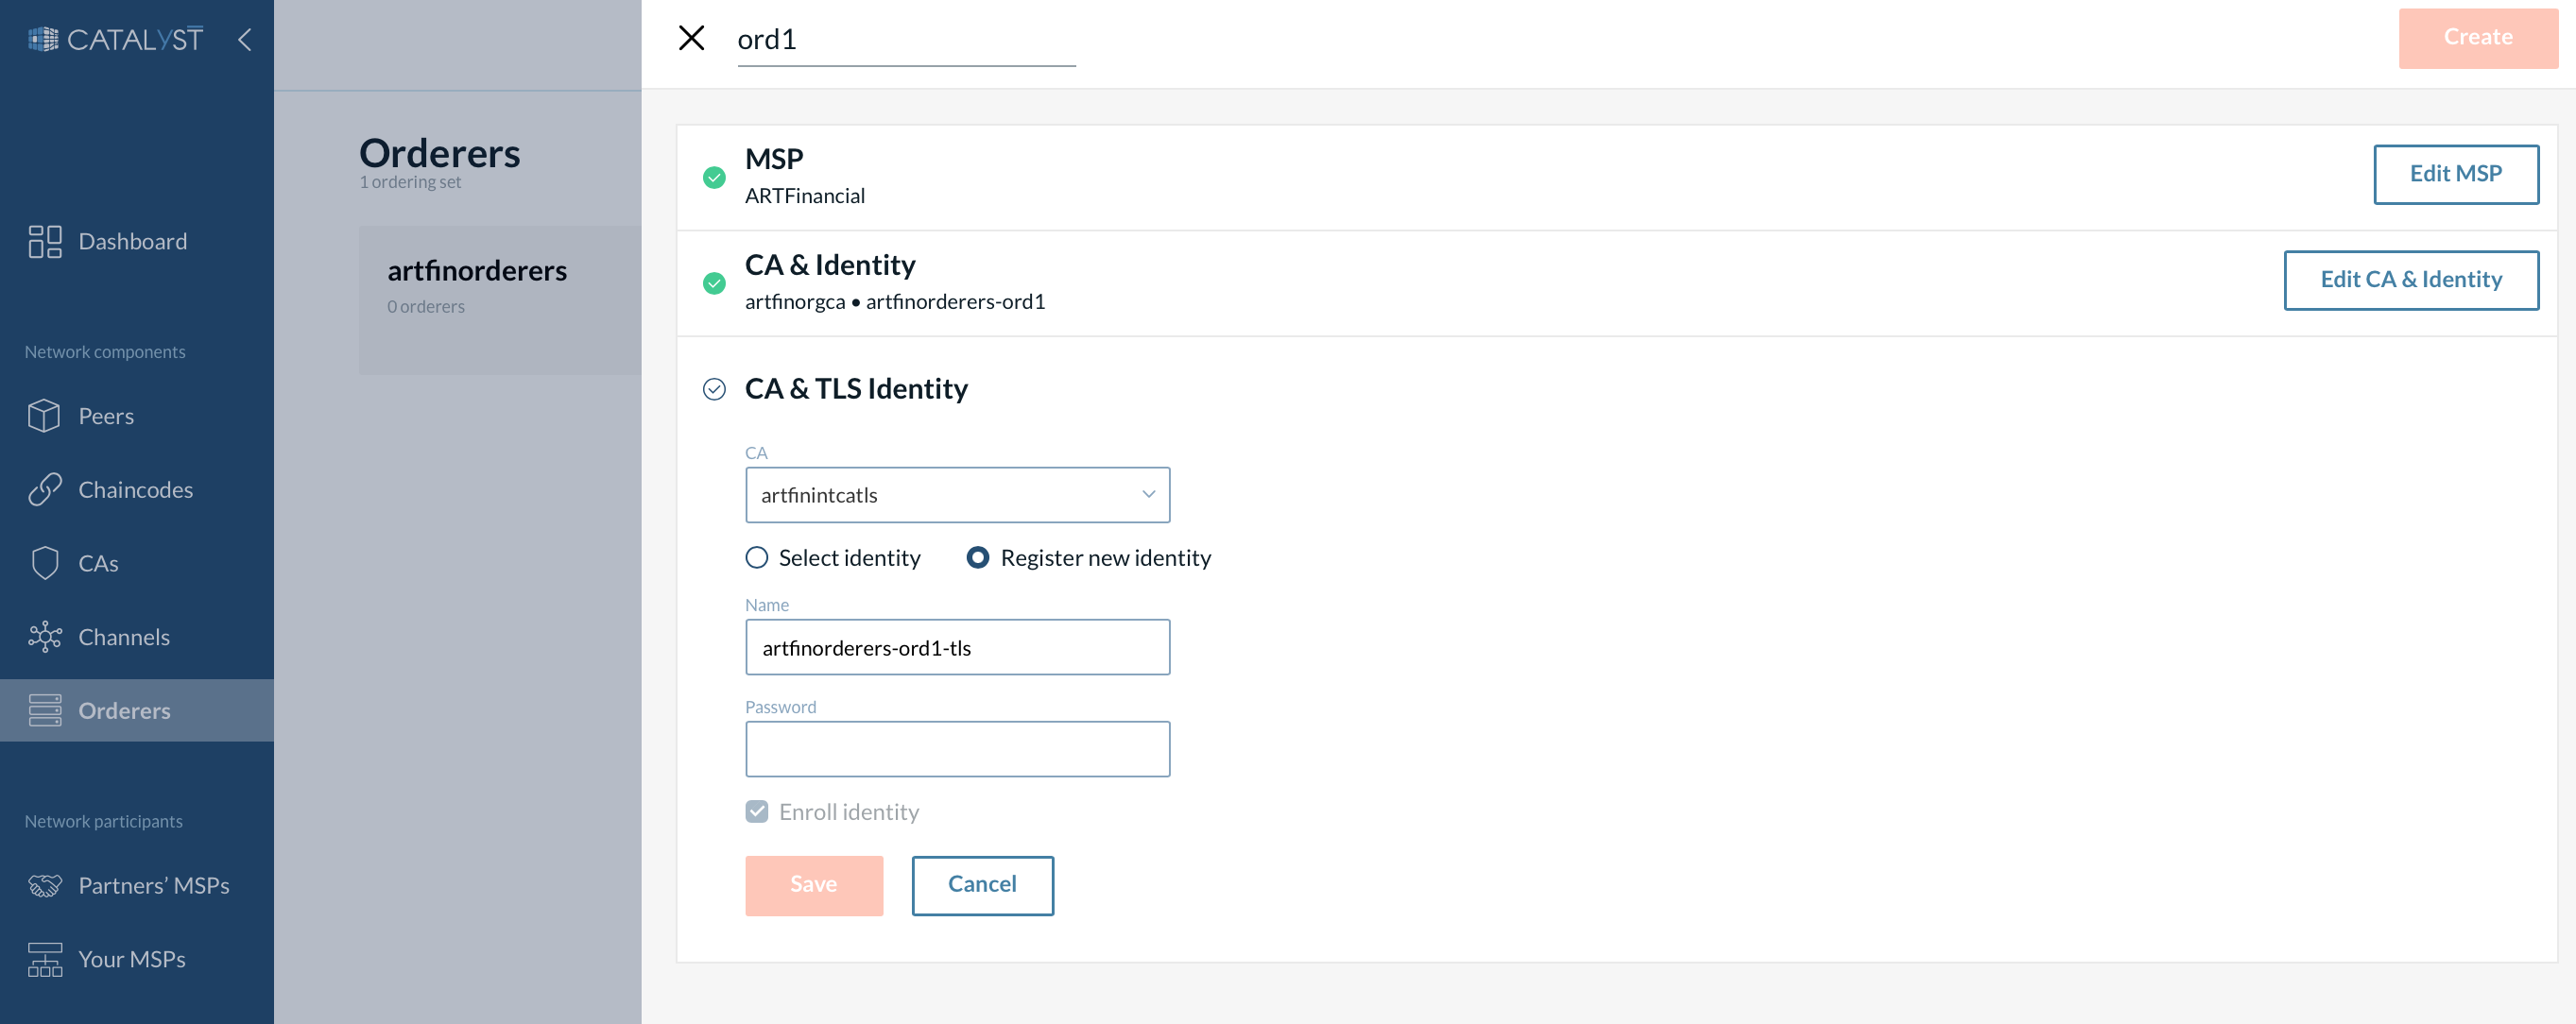 CATALYST
Dashboard
Network components
Peers
Chaincodes
CAs
Channels
Orderers
Network participants
Partners’ MSPs
Your MSPs
Orderers
1 ordering set
artfinorderers
0 orderers
ord1
Create
MSP
ARTFinancial
Edit MSP
CA & Identity
artfinorgca • artfinorderers-ord1
Edit CA & Identity
CA & TLS Identity
CA
artfinintcatls
Select identity
Register new identity
Name
artfinorderers-ord1-tls
Password
Enroll identity
Save
Cancel